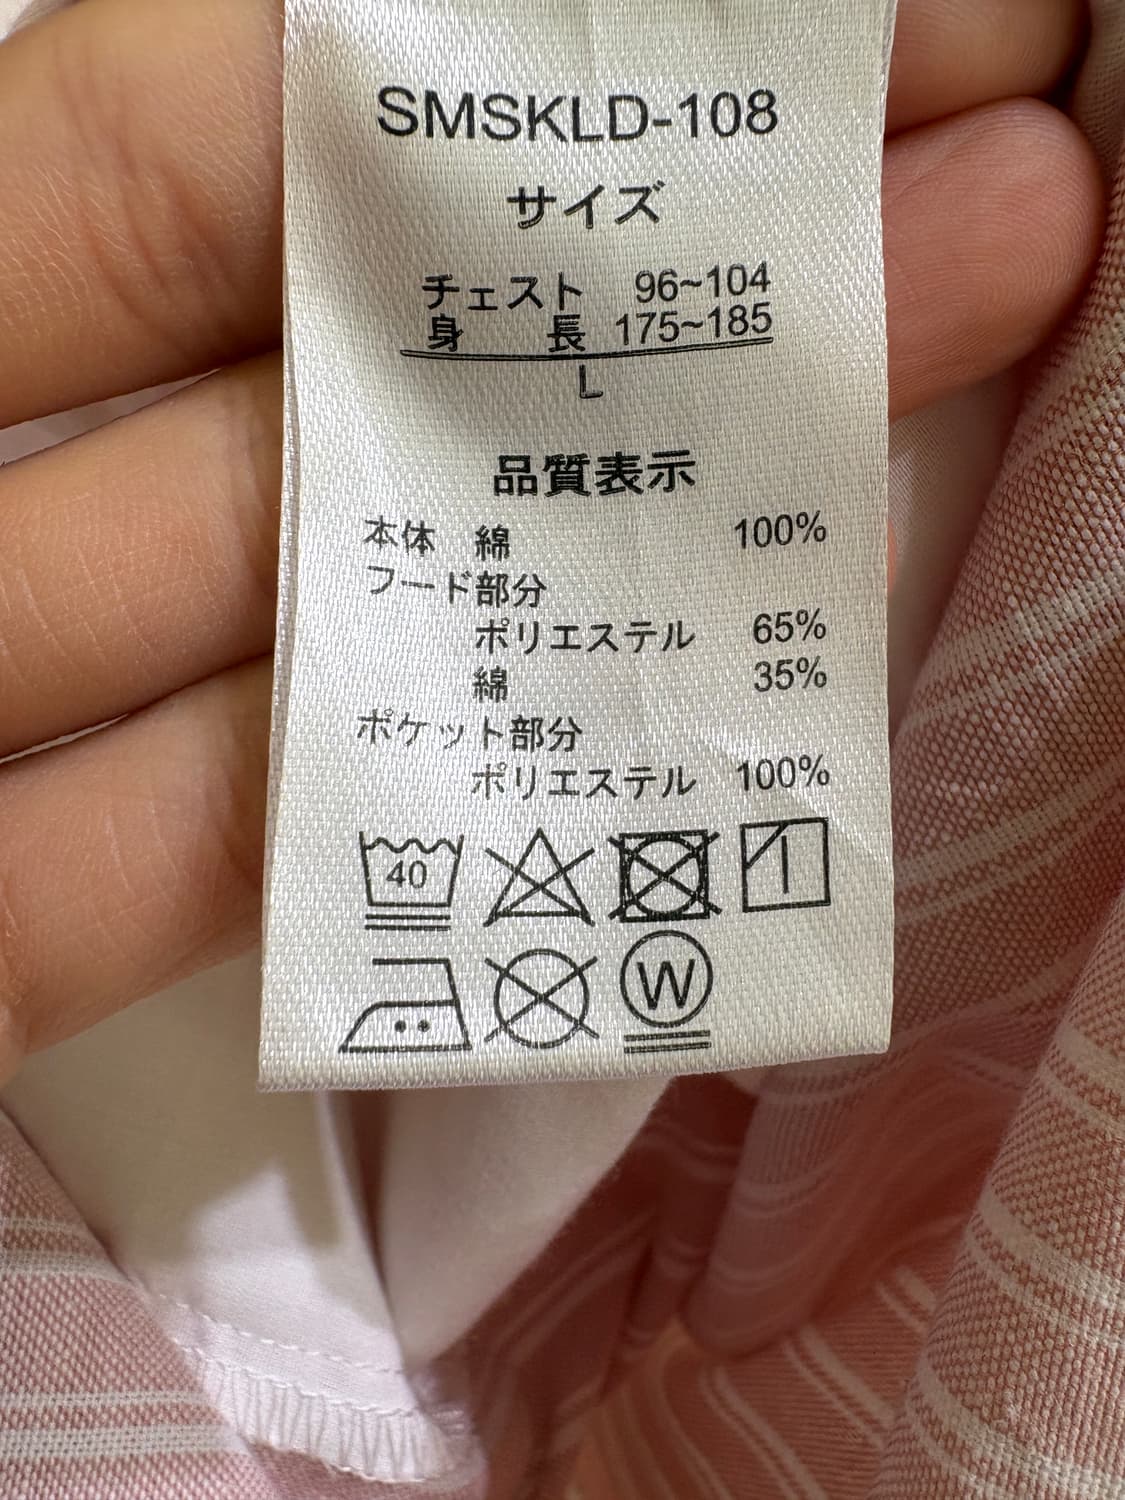 SMSKLD-108
サイズ
チェスト 96~104
身 長 175~185
L
品質表示
本体 綿 100%
フード部分
ポリエステル 65%
綿 35%
ポケット部分
ポリエステル 100%
40
W